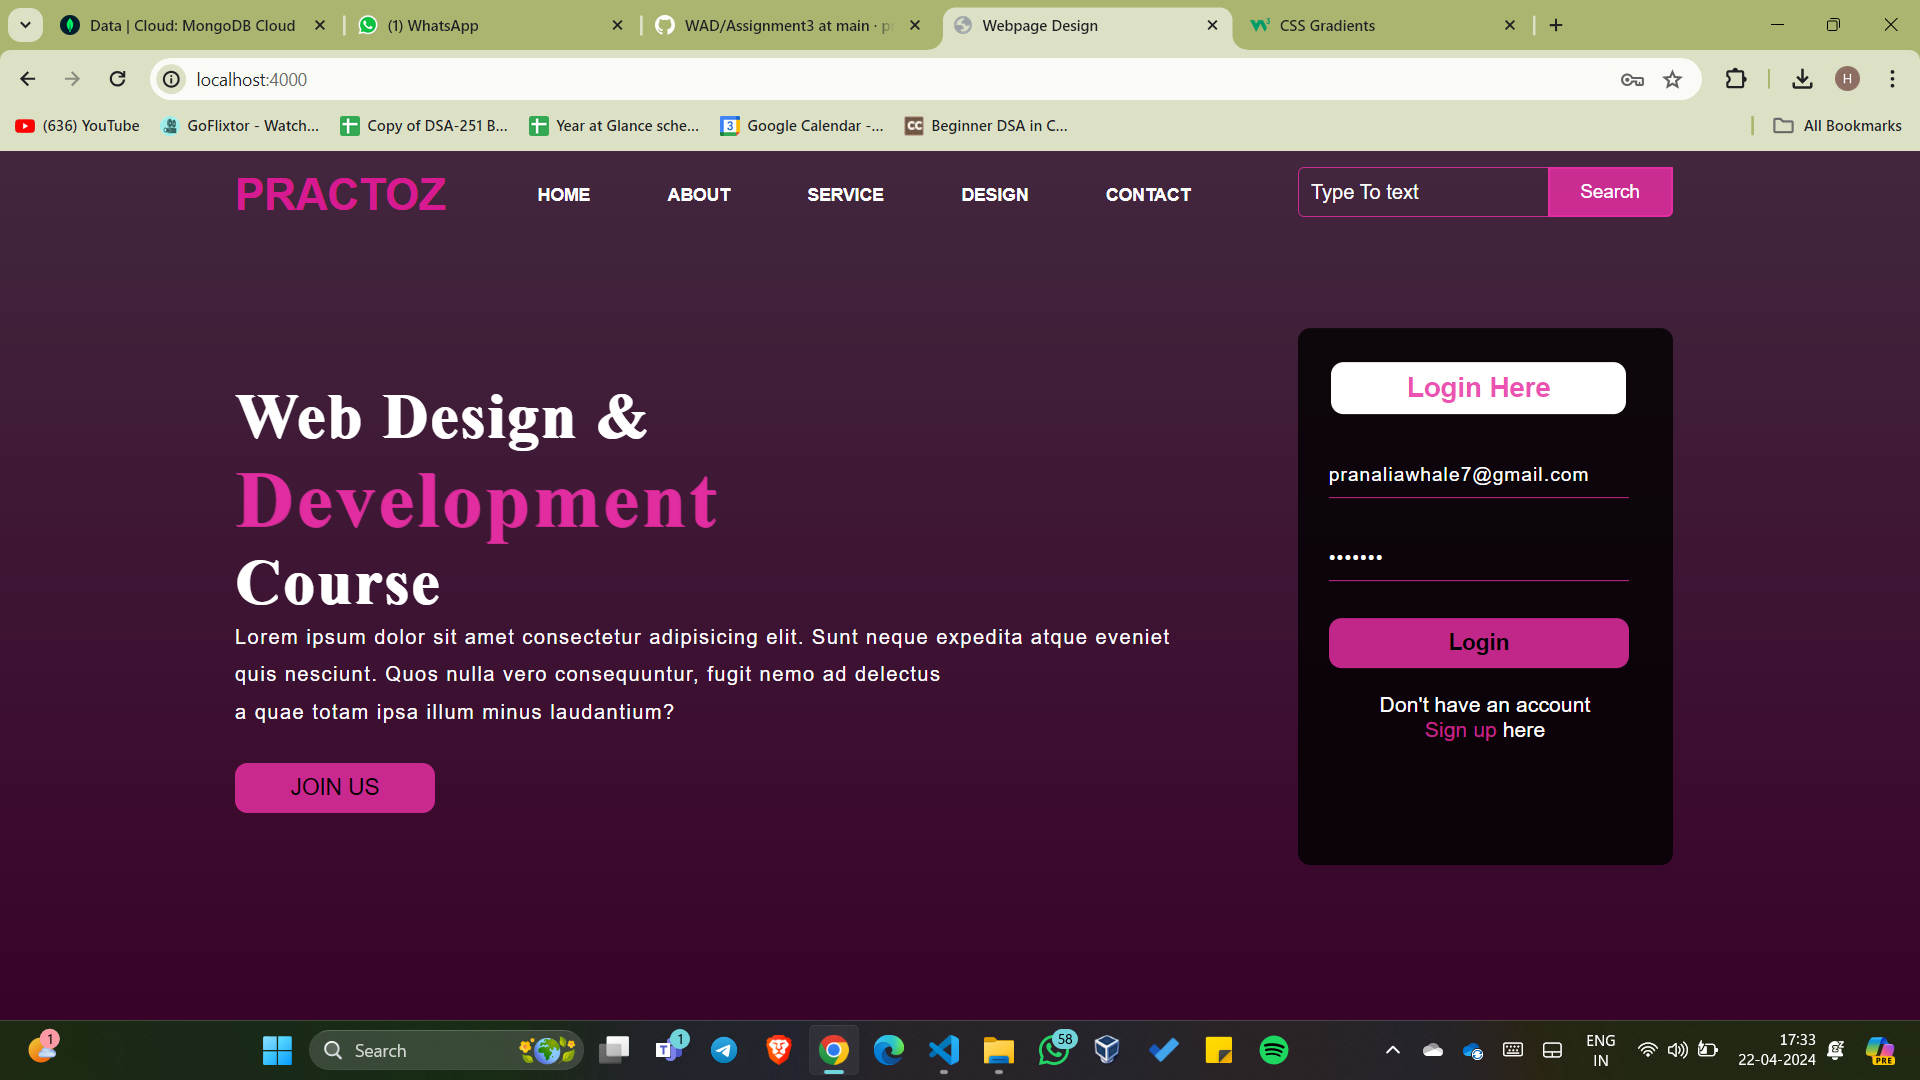 Data | Cloud: MongoDB Cloud
(1) WhatsApp
WAD/Assignment3 at main · p
Webpage Design
CSS Gradients
localhost:4000
H
(636) YouTube
GoFlixtor - Watch...
Copy of DSA-251 B...
Year at Glance sche...
3
Google Calendar -...
CC
Beginner DSA in C...
All Bookmarks
PRACTOZ
HOME
ABOUT
SERVICE
DESIGN
CONTACT
Type To text
Search
Login Here
pranaliawhale7@gmail.com
•••••••
Login
Don't have an account
Sign up here
Web Design &
Development
Course
Lorem ipsum dolor sit amet consectetur adipisicing elit. Sunt neque expedita atque eveniet
quis nesciunt. Quos nulla vero consequuntur, fugit nemo ad delectus
a quae totam ipsa illum minus laudantium?
JOIN US
1
Search
1
58
ENG
IN
17:33
22-04-2024
PRE